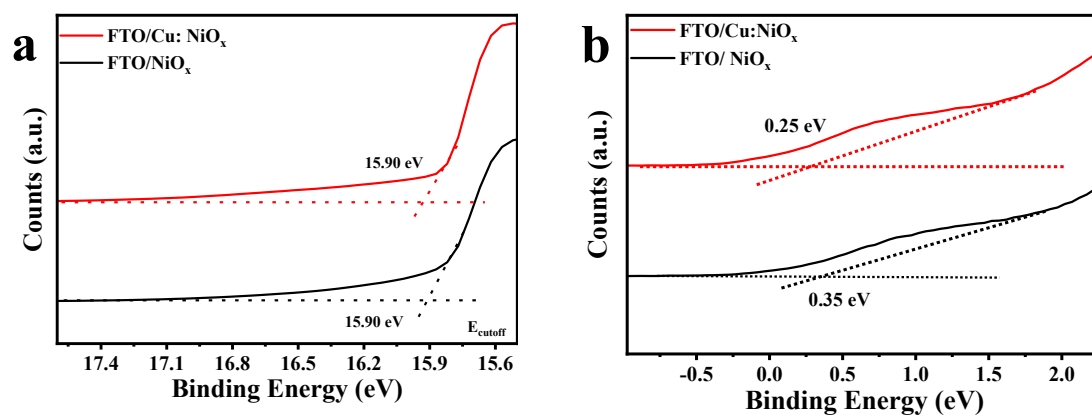 a
FTO/Cu: NiOₓ
FTO/NiOₓ
15.90 eV
15.90 eV
E_cutoff
Counts (a.u.)
17.4 17.1 16.8 16.5 16.2 15.9 15.6
Binding Energy (eV)
b
FTO/Cu:NiOₓ
FTO/ NiOₓ
0.25 eV
0.35 eV
Counts (a.u.)
-0.5 0.0 0.5 1.0 1.5 2.0
Binding Energy (eV)